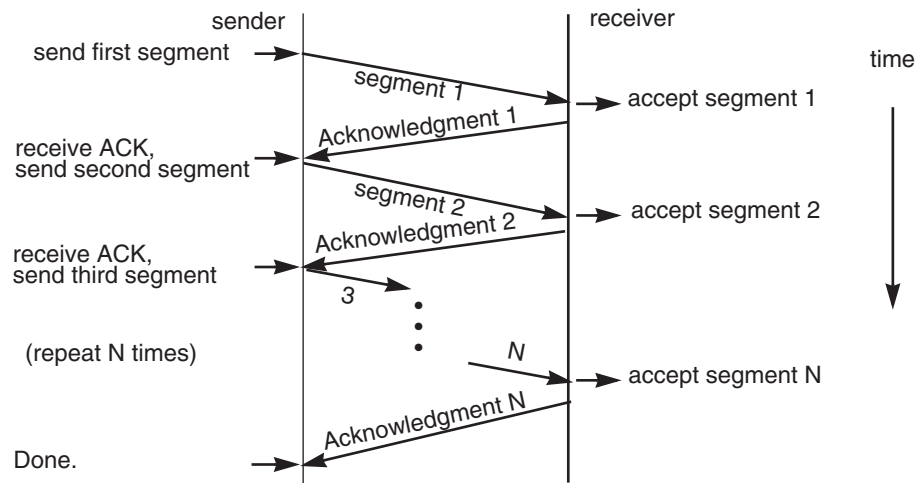 sender
receiver
send first segment
time
segment 1
accept segment 1
Acknowledgment 1
receive ACK,
send second segment
segment 2
accept segment 2
Acknowledgment 2
receive ACK,
send third segment
3
(repeat N times)
N
accept segment N
Acknowledgment N
Done.